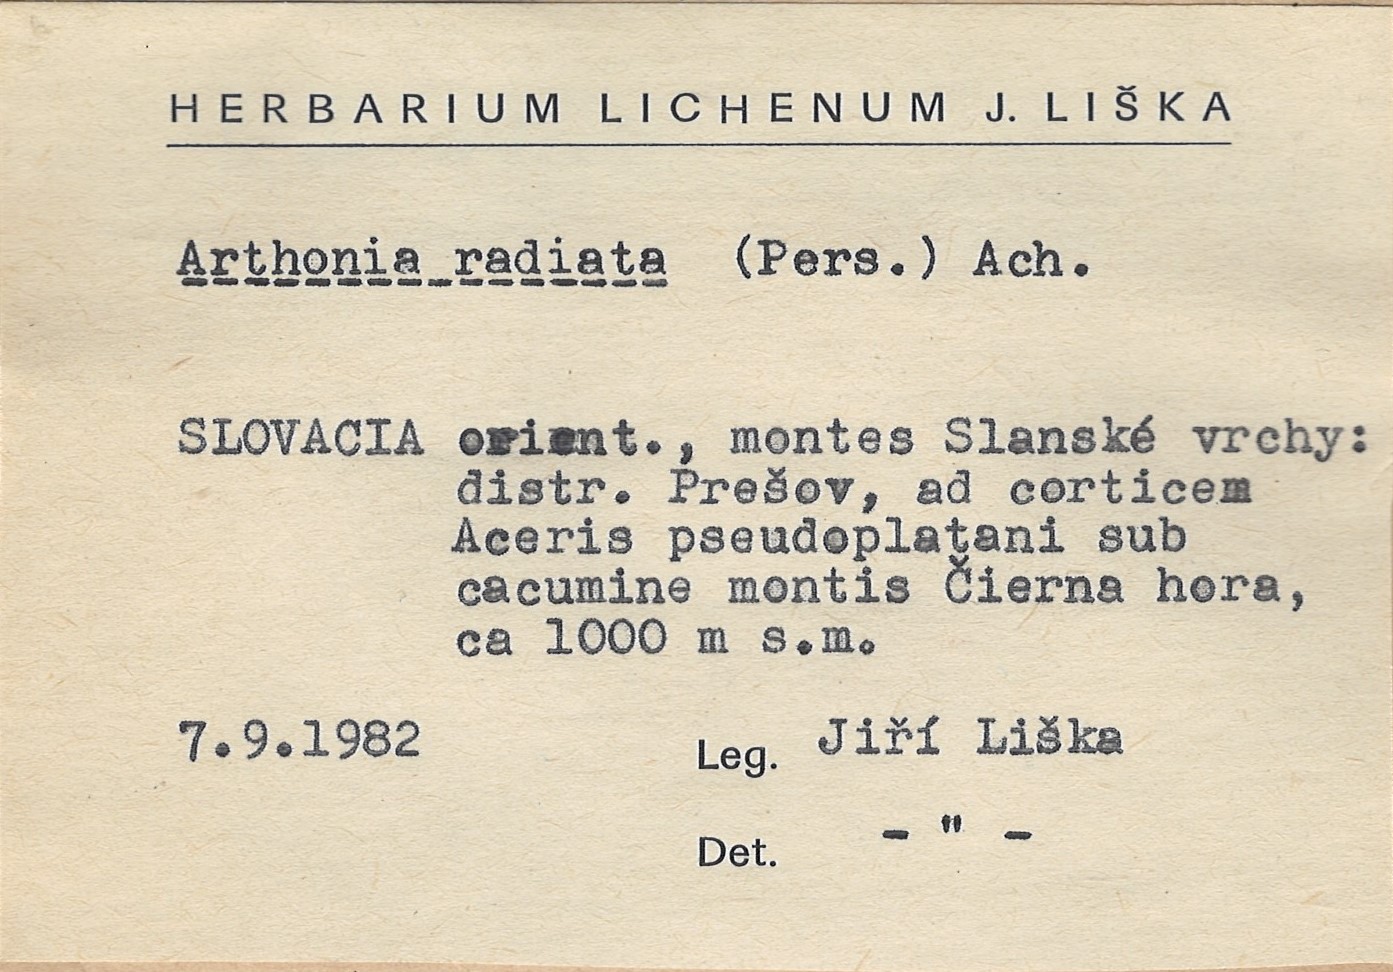 HERBARIUM LICHENUM J. LIŠKA
Arthonia radiata (Pers.) Ach.
SLOVACIA orient., montes Slanské vrchy:
distr. Prešov, ad corticem
Aceris pseudoplatani sub
cacumine montis Čierna hora,
ca 1000 m s.m.
7.9.1982 Leg. Jiří Liška
Det. - " -